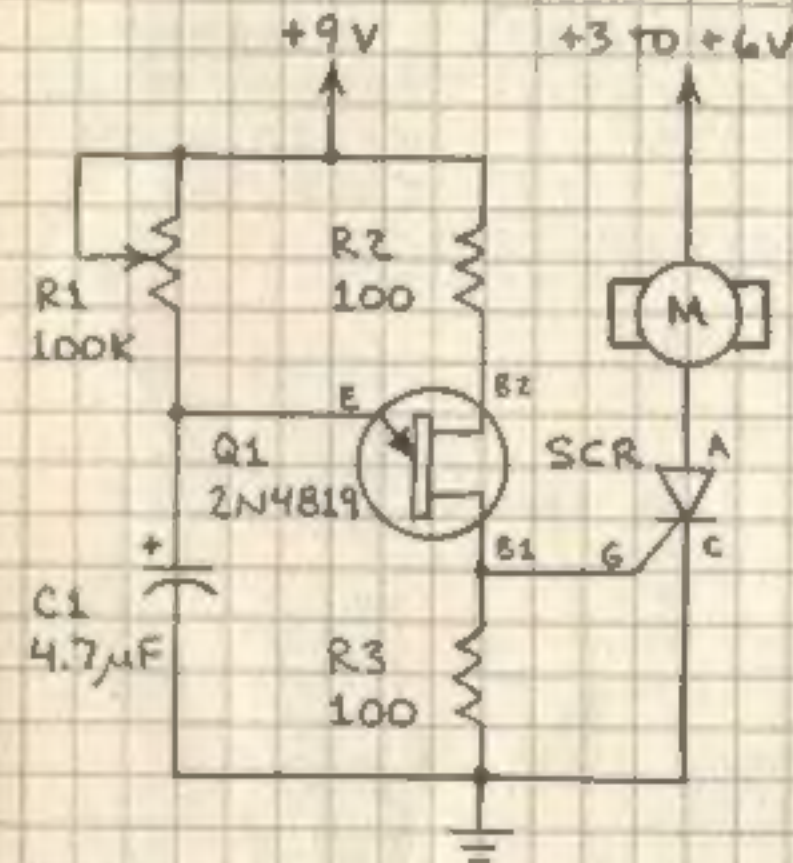 +9V
+3 TO +6V
R1
100K
R2
100
M
E
B2
Q1
2N4819
SCR
A
B1
G
C
+
C1
4.7µF
R3
100